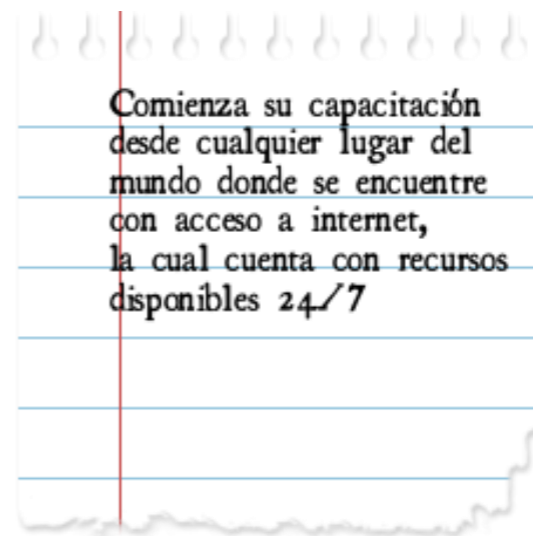 Comienza su capacitación
desde cualquier lugar del
mundo donde se encuentre
con acceso a internet,
la cual cuenta con recursos
disponibles 24/7